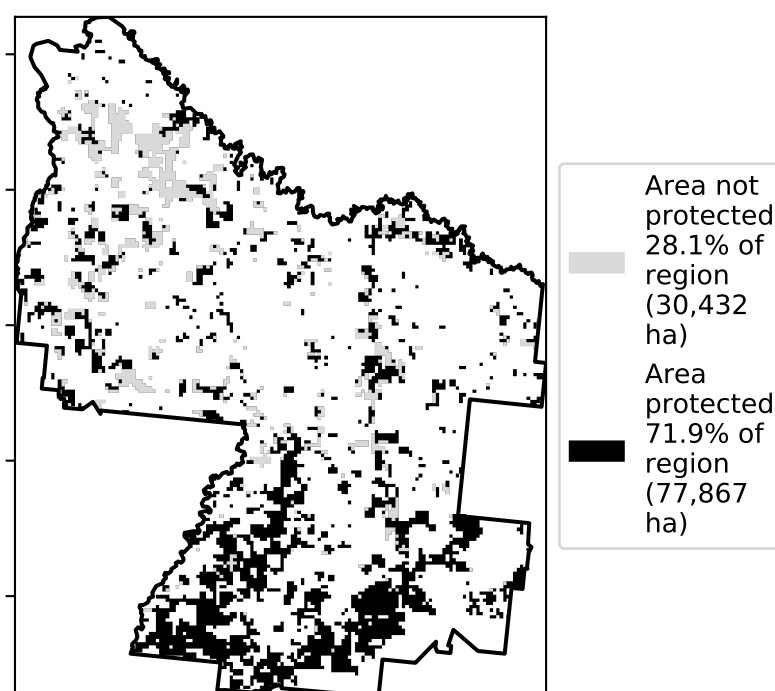 Area not
protected
28.1% of
region
(30,432
ha)
Area
protected
71.9% of
region
(77,867
ha)